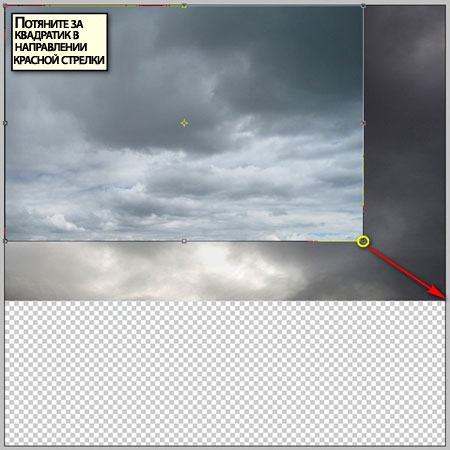 Потяните за
квадратик в
направлении
красной стрелки